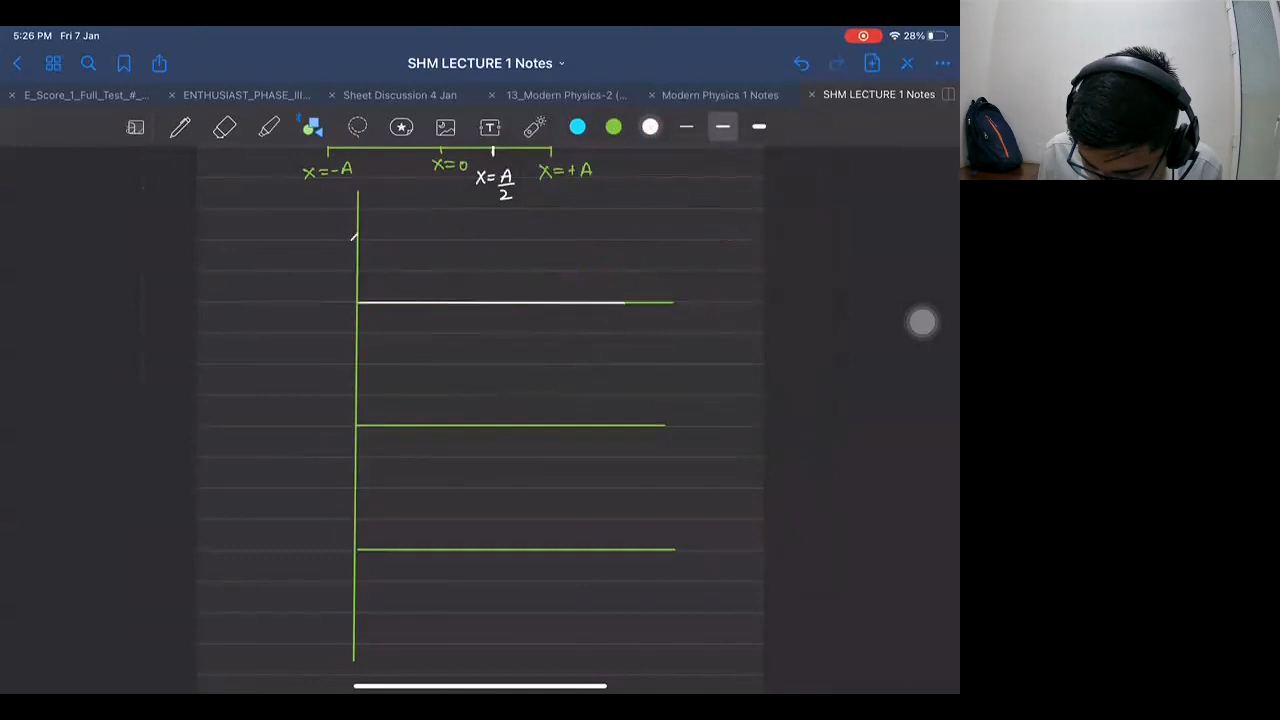 5:26 PM Fri 7 Jan
28%
SHM LECTURE 1 Notes
E_Score_1_Full_Test_#_...
ENTHUSIAST_PHASE_III...
Sheet Discussion 4 Jan
13_Modern Physics-2 (...
Modern Physics 1 Notes
SHM LECTURE 1 Notes
T
x=-A
x=0
x=A/2
x=+A